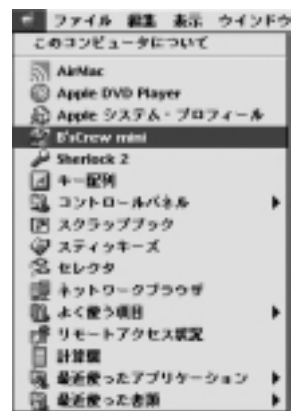 ファイル 編集 表示 ウインドウ
このコンピュータについて
AirMac
Apple DVD Player
Apple システム・プロフィール
B'sCrew mini
Sherlock 2
キー配列
コントロールパネル
スクラップブック
スティッキーズ
セレクタ
ネットワークブラウザ
よく使う項目
リモートアクセス状況
計算機
最近使ったアプリケーション
最近使った書類